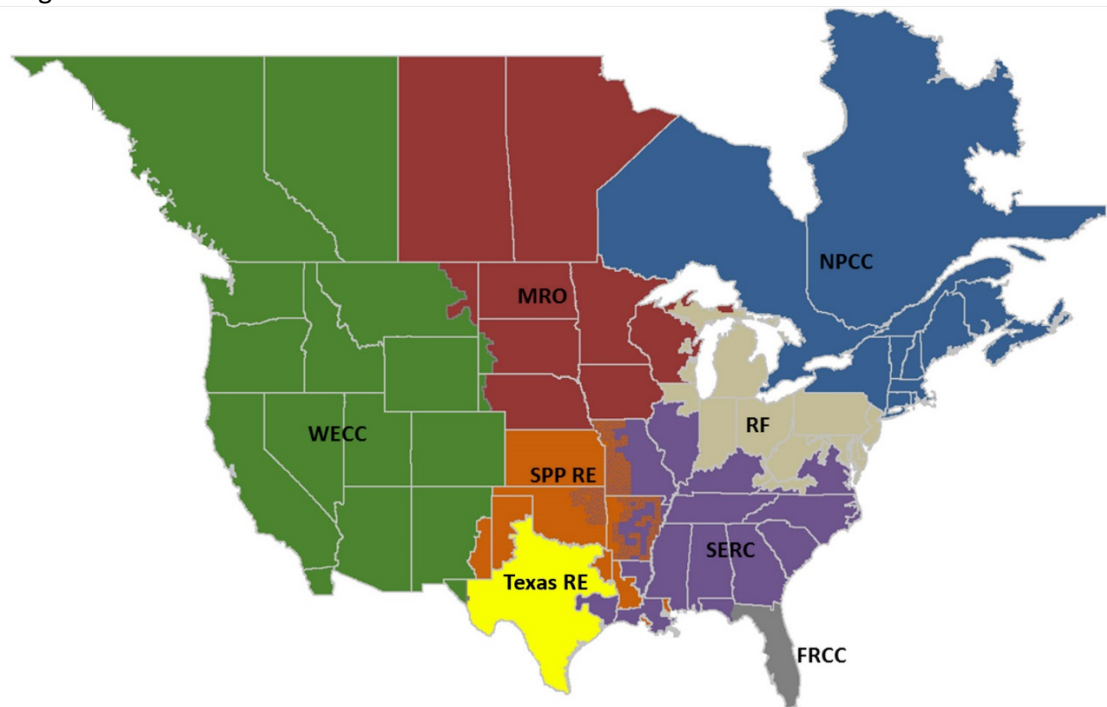 NPCC
MRO
RF
WECC
SPP RE
SERC
Texas RE
FRCC